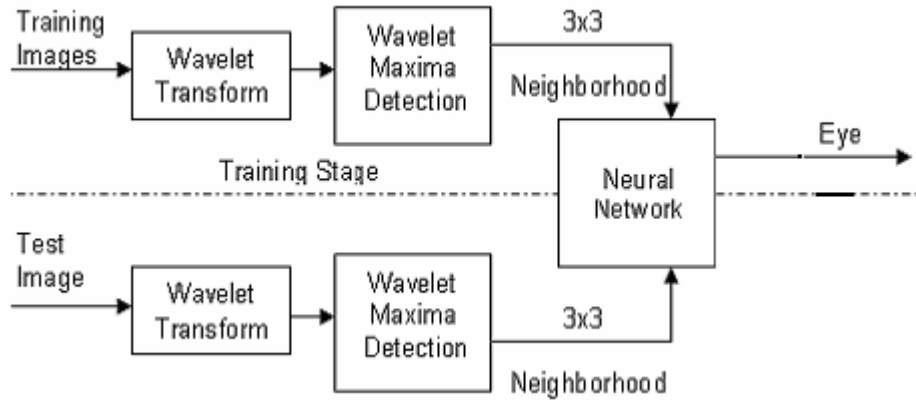 Training
Images
Wavelet
Transform
Wavelet
Maxima
Detection
3x3
Neighborhood
Eye
Training Stage
Neural
Network
Test
Image
Wavelet
Transform
Wavelet
Maxima
Detection
3x3
Neighborhood